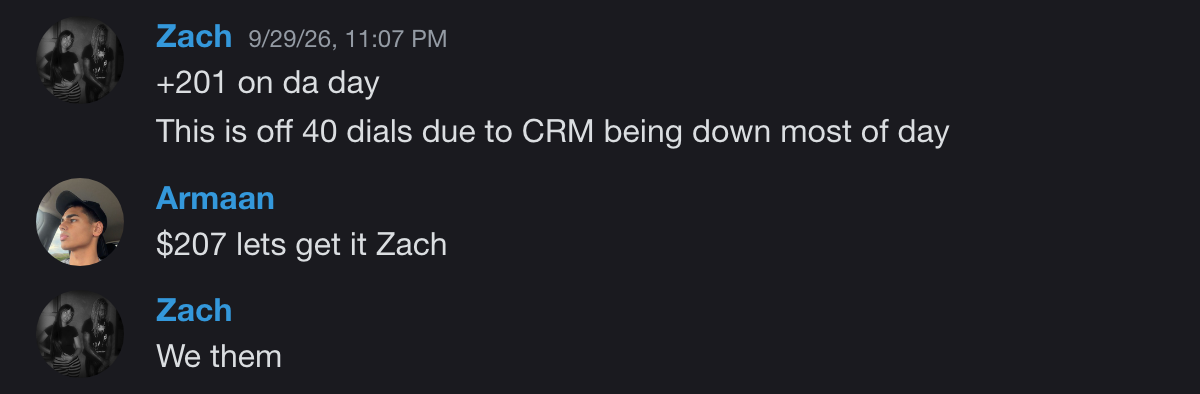 Zach 9/29/26, 11:07 PM
+201 on da day
This is off 40 dials due to CRM being down most of day
Armaan
$207 lets get it Zach
Zach
We them